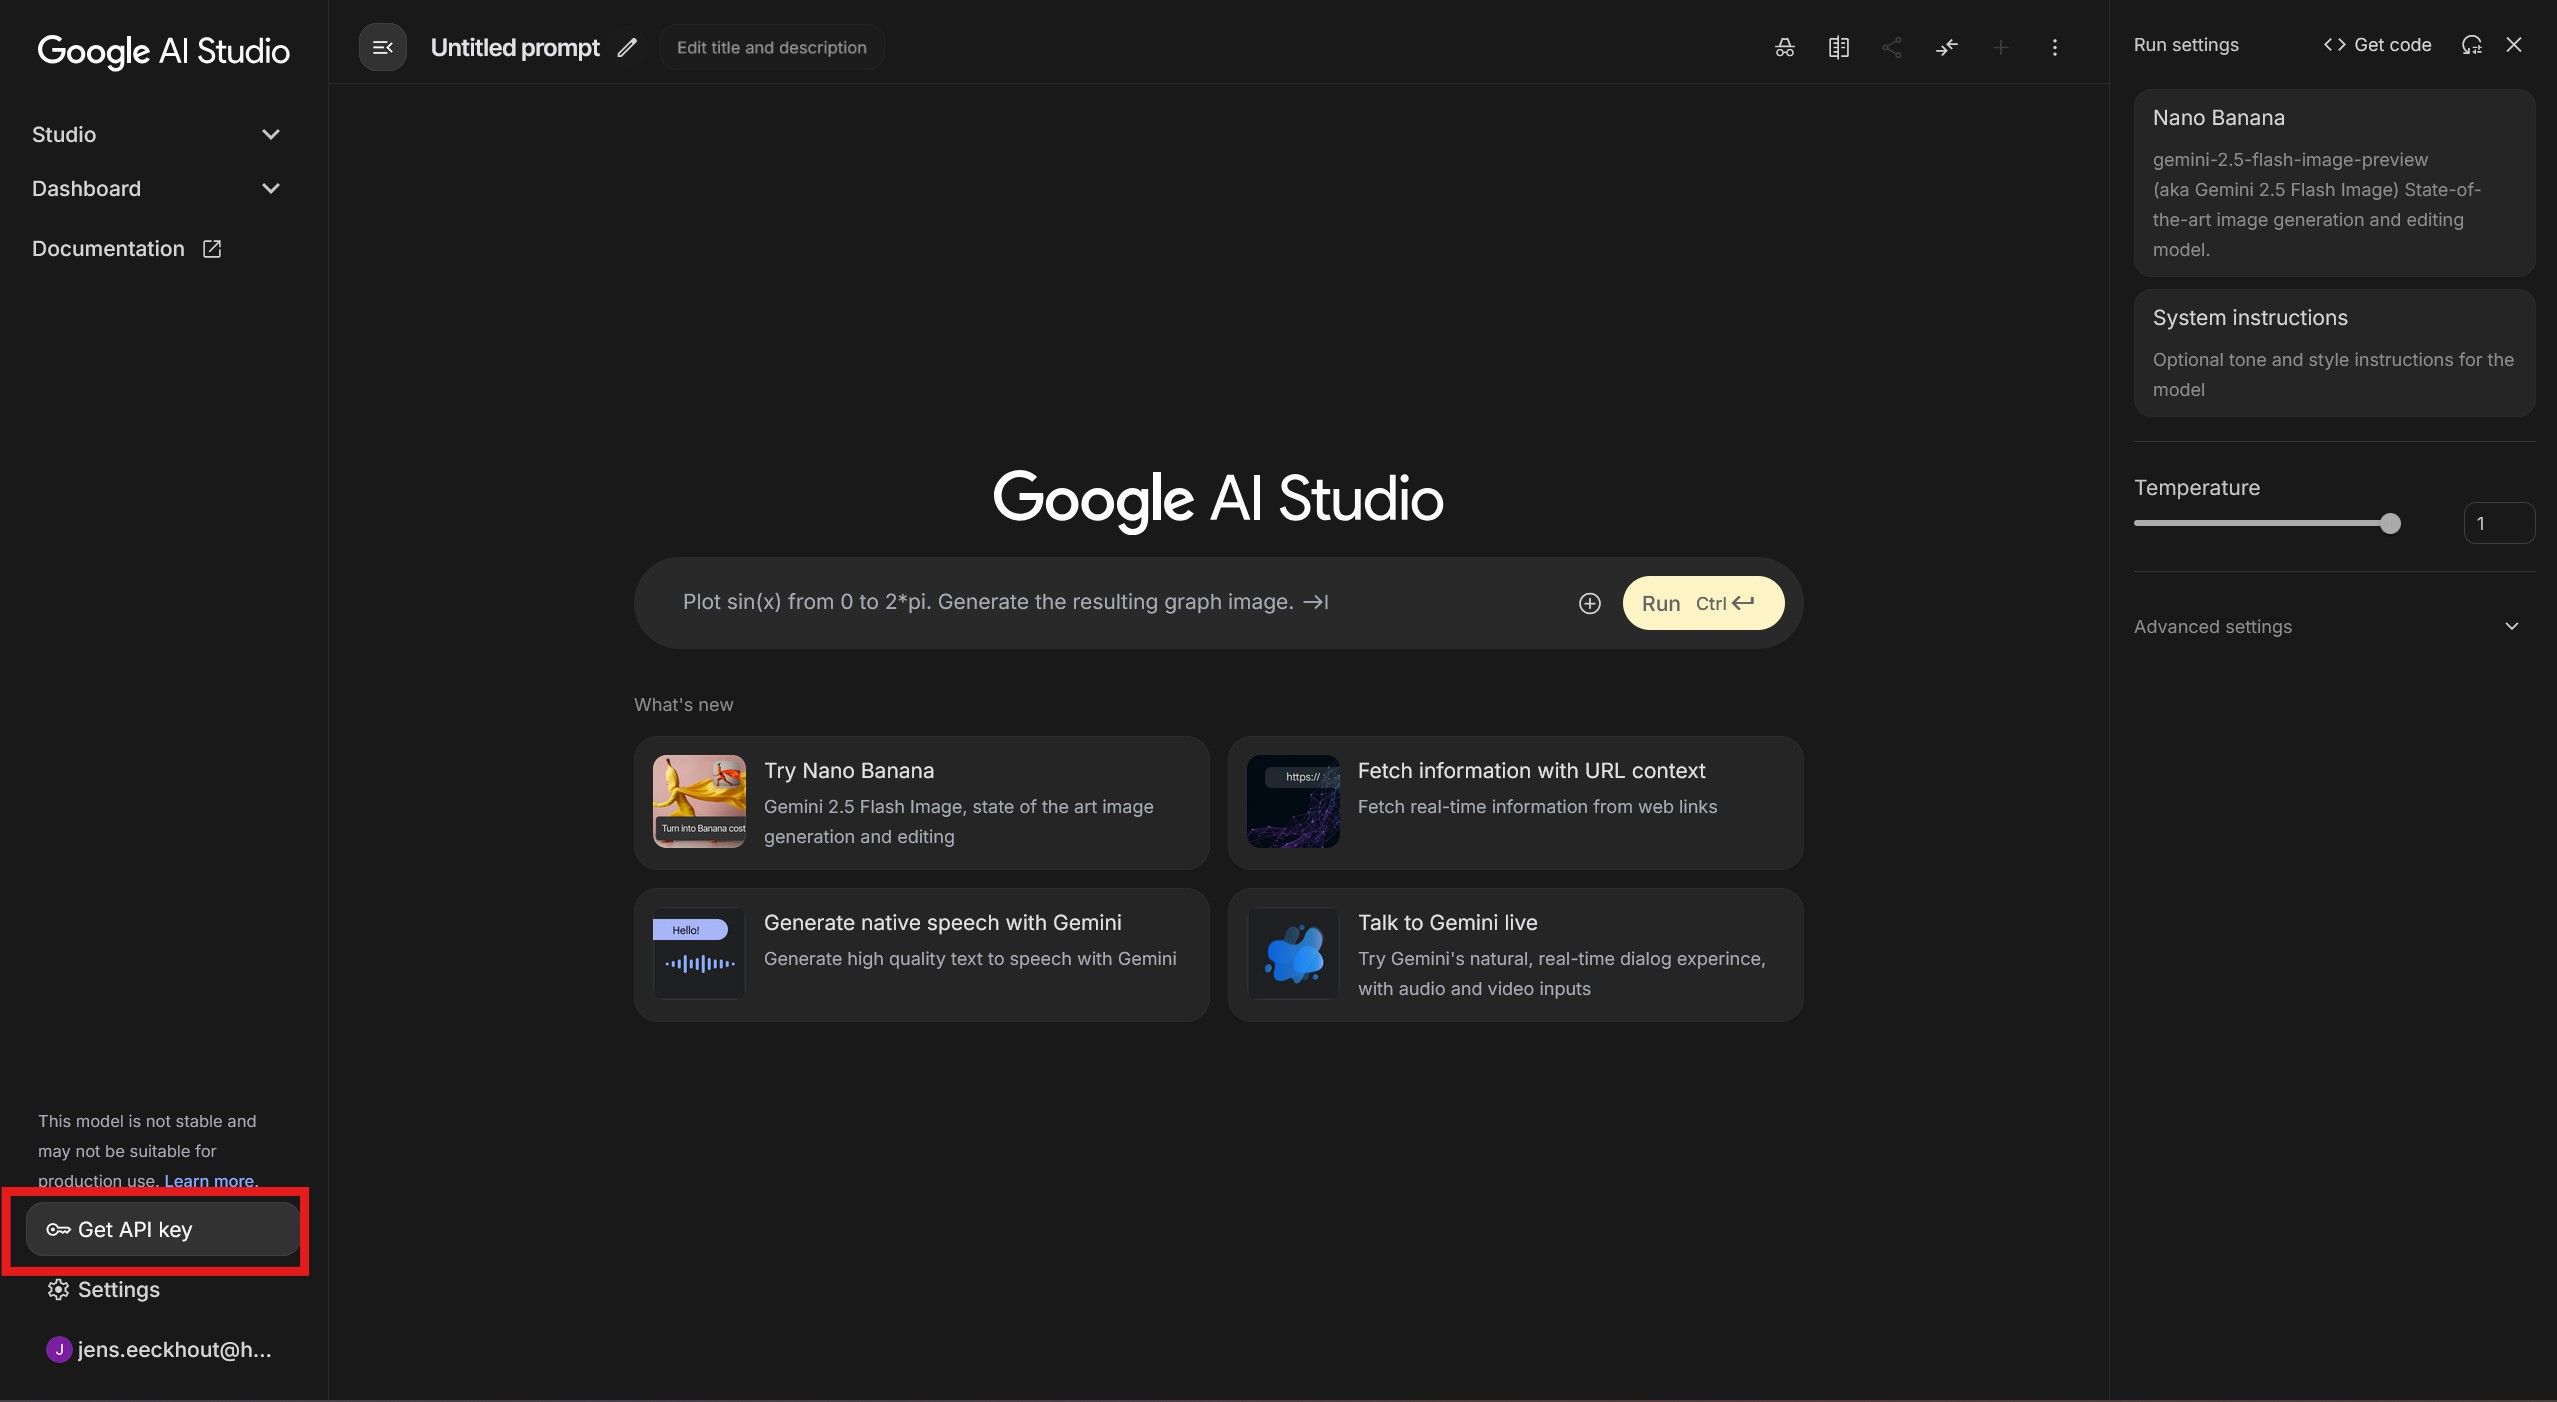 Google AI Studio
Studio
Dashboard
Documentation
This model is not stable and
may not be suitable for
production use. Learn more.
Get API key
Settings
J jens.eeckhout@h...
Untitled prompt
Edit title and description
Google AI Studio
Plot sin(x) from 0 to 2*pi. Generate the resulting graph image.
Run Ctrl
What's new
Turn into Banana cost
Try Nano Banana
Gemini 2.5 Flash Image, state of the art image
generation and editing
https://
Fetch information with URL context
Fetch real-time information from web links
Hello!
Generate native speech with Gemini
Generate high quality text to speech with Gemini
Talk to Gemini live
Try Gemini's natural, real-time dialog experince,
with audio and video inputs
Run settings
<> Get code
Nano Banana
gemini-2.5-flash-image-preview
(aka Gemini 2.5 Flash Image) State-of-
the-art image generation and editing
model.
System instructions
Optional tone and style instructions for the
model
Temperature
1
Advanced settings